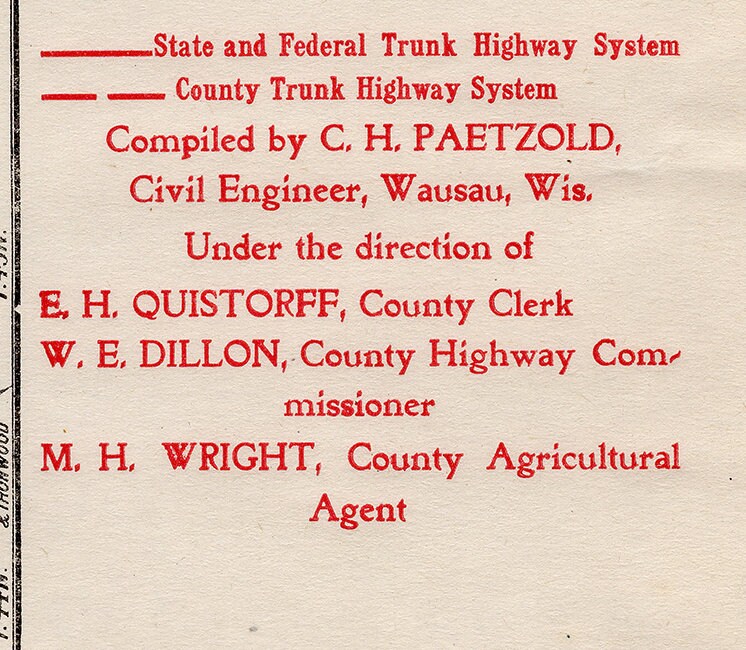 State and Federal Trunk Highway System
County Trunk Highway System
Compiled by C. H. PAETZOLD,
Civil Engineer, Wausau, Wis.
Under the direction of
E. H. QUISTORFF, County Clerk
W. E. DILLON, County Highway Com-
missioner
M. H. WRIGHT, County Agricultural
Agent
& THORWOOD